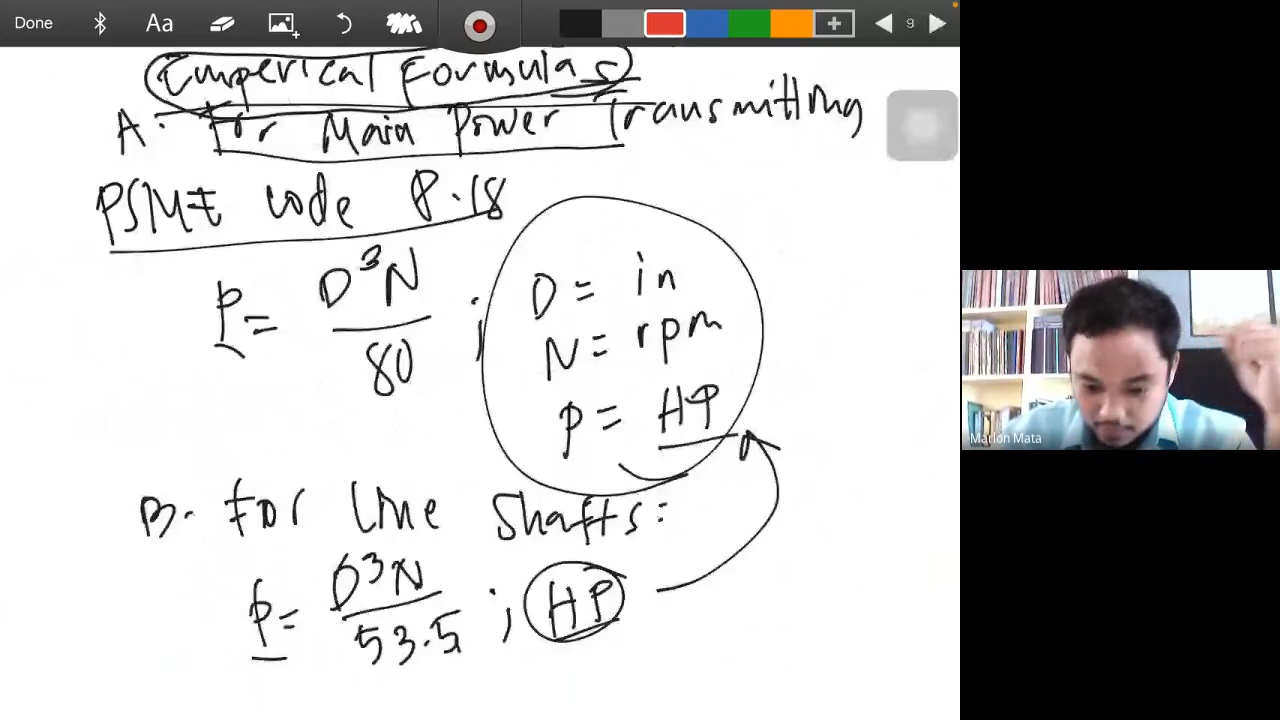 Done Aa 9
Emperical Formulas
A. For Main Power Transmitting
PSME code 8.18
P = D³N / 80 ; D = in
N = rpm
P = HP
B. For Line Shafts:
P = D³N / 53.5 ; HP
Marlon Mata